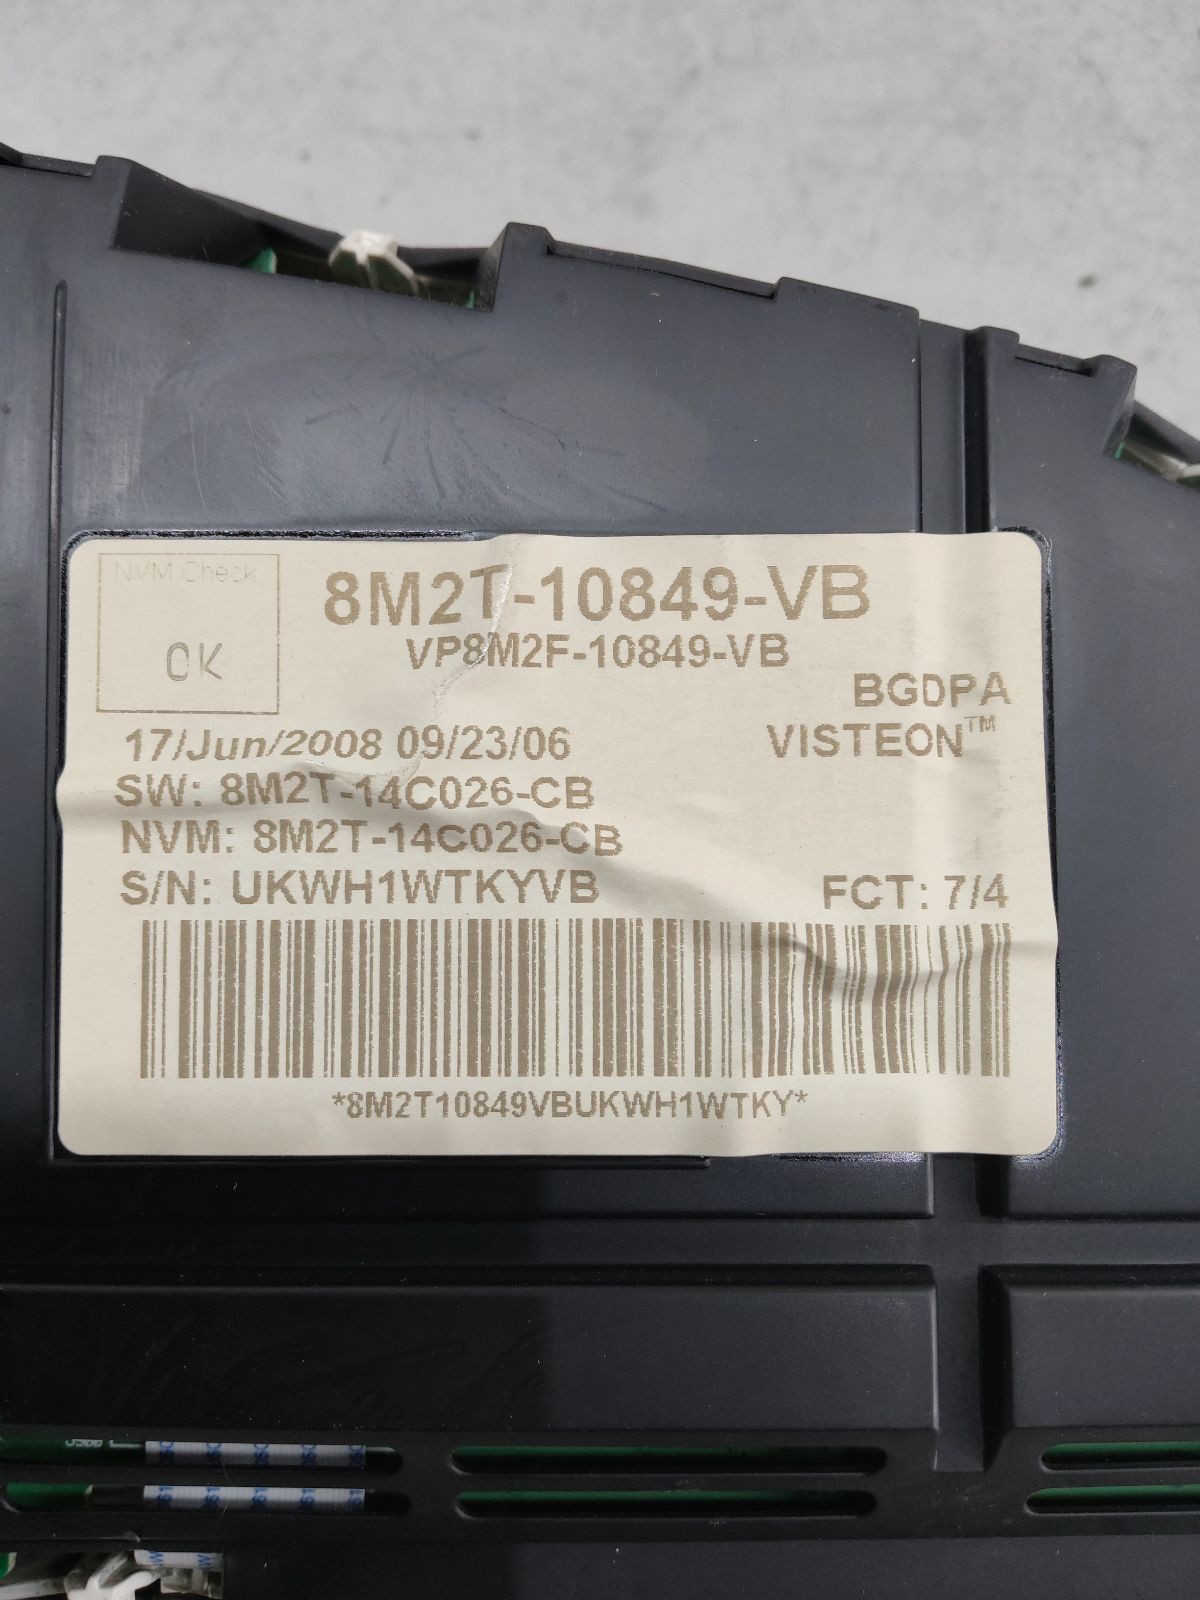 NVM Check
OK
8M2T-10849-VB
VP8M2F-10849-VB
BGDPA
17/Jun/2008 09/23/06
VISTEON™
SW: 8M2T-14C026-CB
NVM: 8M2T-14C026-CB
S/N: UKWH1WTKYVB
FCT: 7/4
*8M2T10849VBUKWH1WTKY*